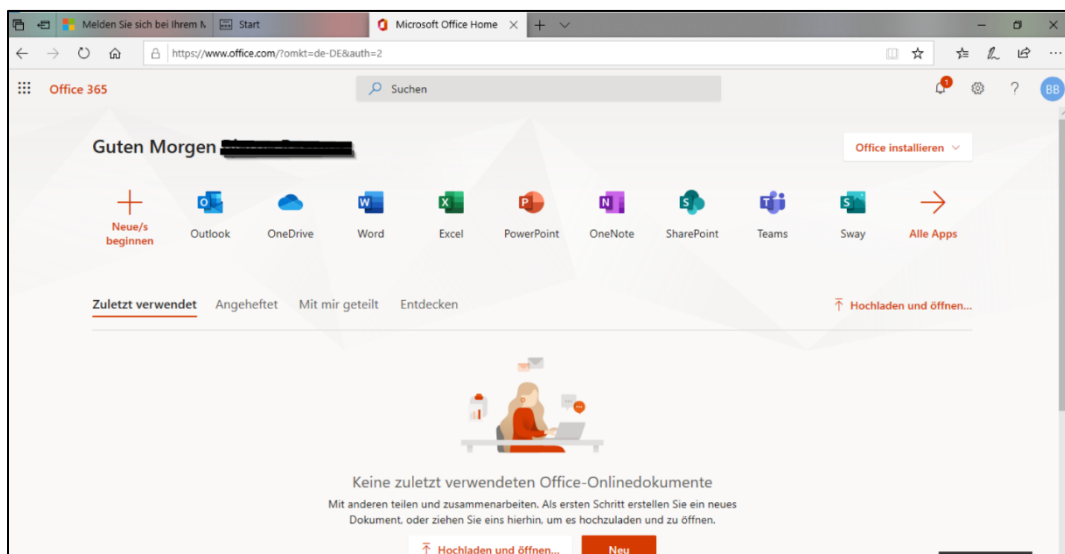 Melden Sie sich bei Ihrem M
Start
Microsoft Office Home
https://www.office.com/?omkt=de-DE&auth=2
Office 365
Suchen
1
?
BB
Guten Morgen
Office installieren
Neue/s
beginnen
Outlook
OneDrive
Word
Excel
PowerPoint
OneNote
SharePoint
Teams
Sway
Alle Apps
Zuletzt verwendet
Angeheftet
Mit mir geteilt
Entdecken
Hochladen und öffnen...
Keine zuletzt verwendeten Office-Onlinedokumente
Mit anderen teilen und zusammenarbeiten. Als ersten Schritt erstellen Sie ein neues
Dokument, oder ziehen Sie eins hierhin, um es hochzuladen und zu öffnen.
Hochladen und öffnen...
Neu